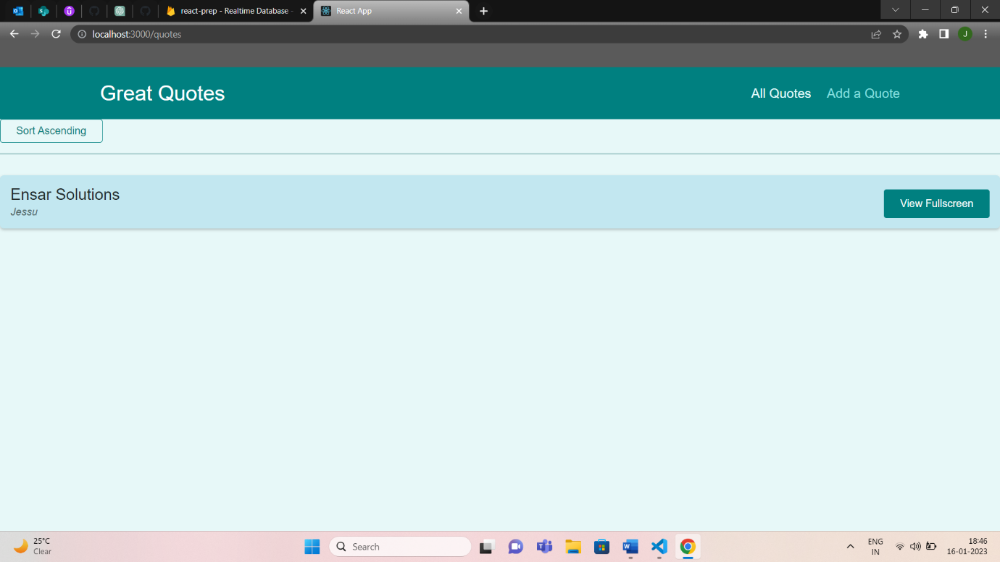 react-prep - Realtime Database -
React App
localhost:3000/quotes
J
Great Quotes
All Quotes
Add a Quote
Sort Ascending
Ensar Solutions
Jessu
View Fullscreen
25°C
Clear
Search
ENG
IN
18:46
16-01-2023